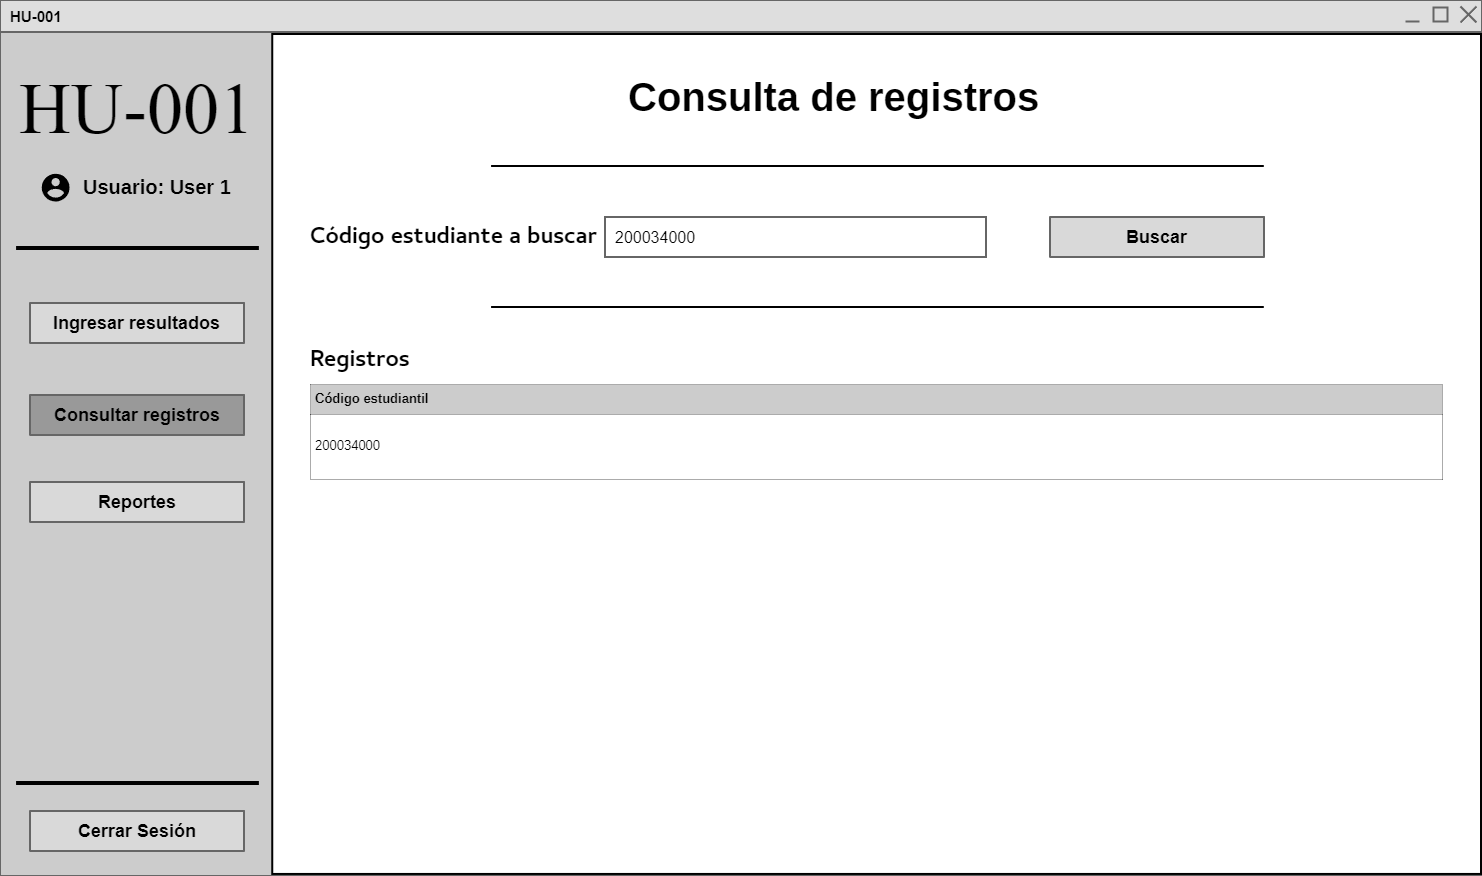 HU-001
HU-001
Usuario: User 1
Ingresar resultados
Consultar registros
Reportes
Cerrar Sesión
Consulta de registros
Código estudiante a buscar 200034000 Buscar
Registros
Código estudiantil
200034000